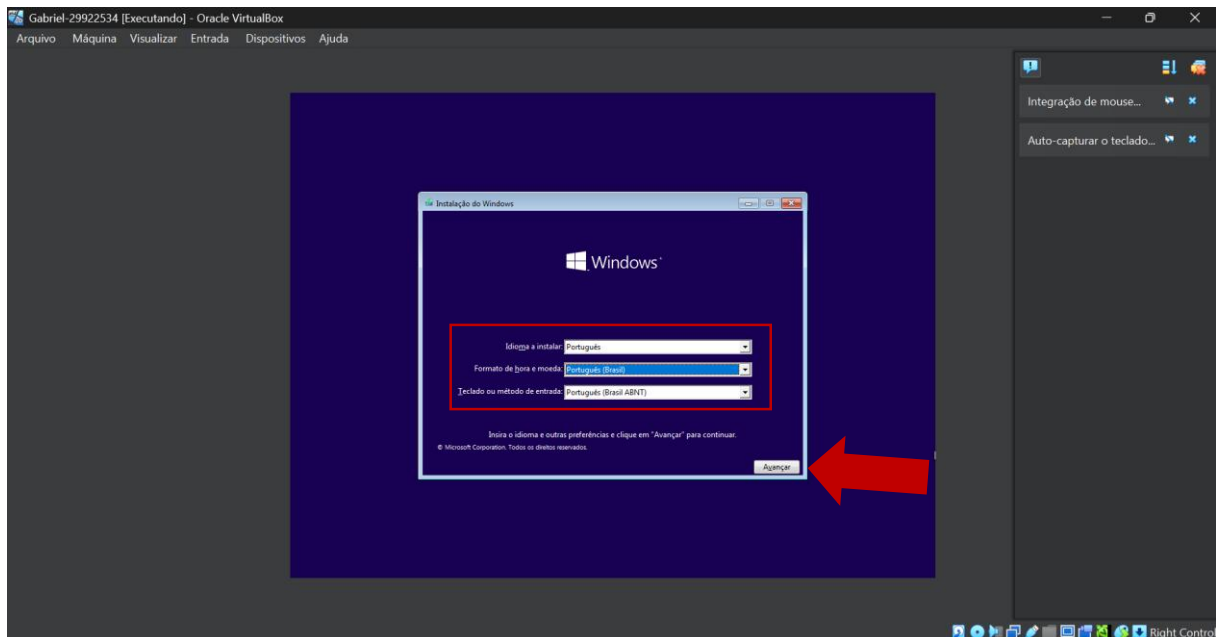 Gabriel-29922534 [Executando] - Oracle VirtualBox
Arquivo Máquina Visualizar Entrada Dispositivos Ajuda
Integração de mouse...
Auto-capturar o teclado...
Instalação do Windows
Windows
Idioma a instalar: Português
Formato de hora e moeda: Português (Brasil)
Teclado ou método de entrada: Português (Brasil ABNT)
Insira o idioma e outras preferências e clique em "Avançar" para continuar.
© Microsoft Corporation. Todos os direitos reservados.
Avançar
Right Control